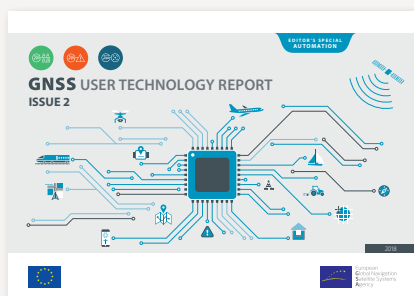 EDITOR'S SPECIAL
AUTOMATION
GNSS USER TECHNOLOGY REPORT
ISSUE 2
2018
European
Global Navigation
Satellite Systems
Agency